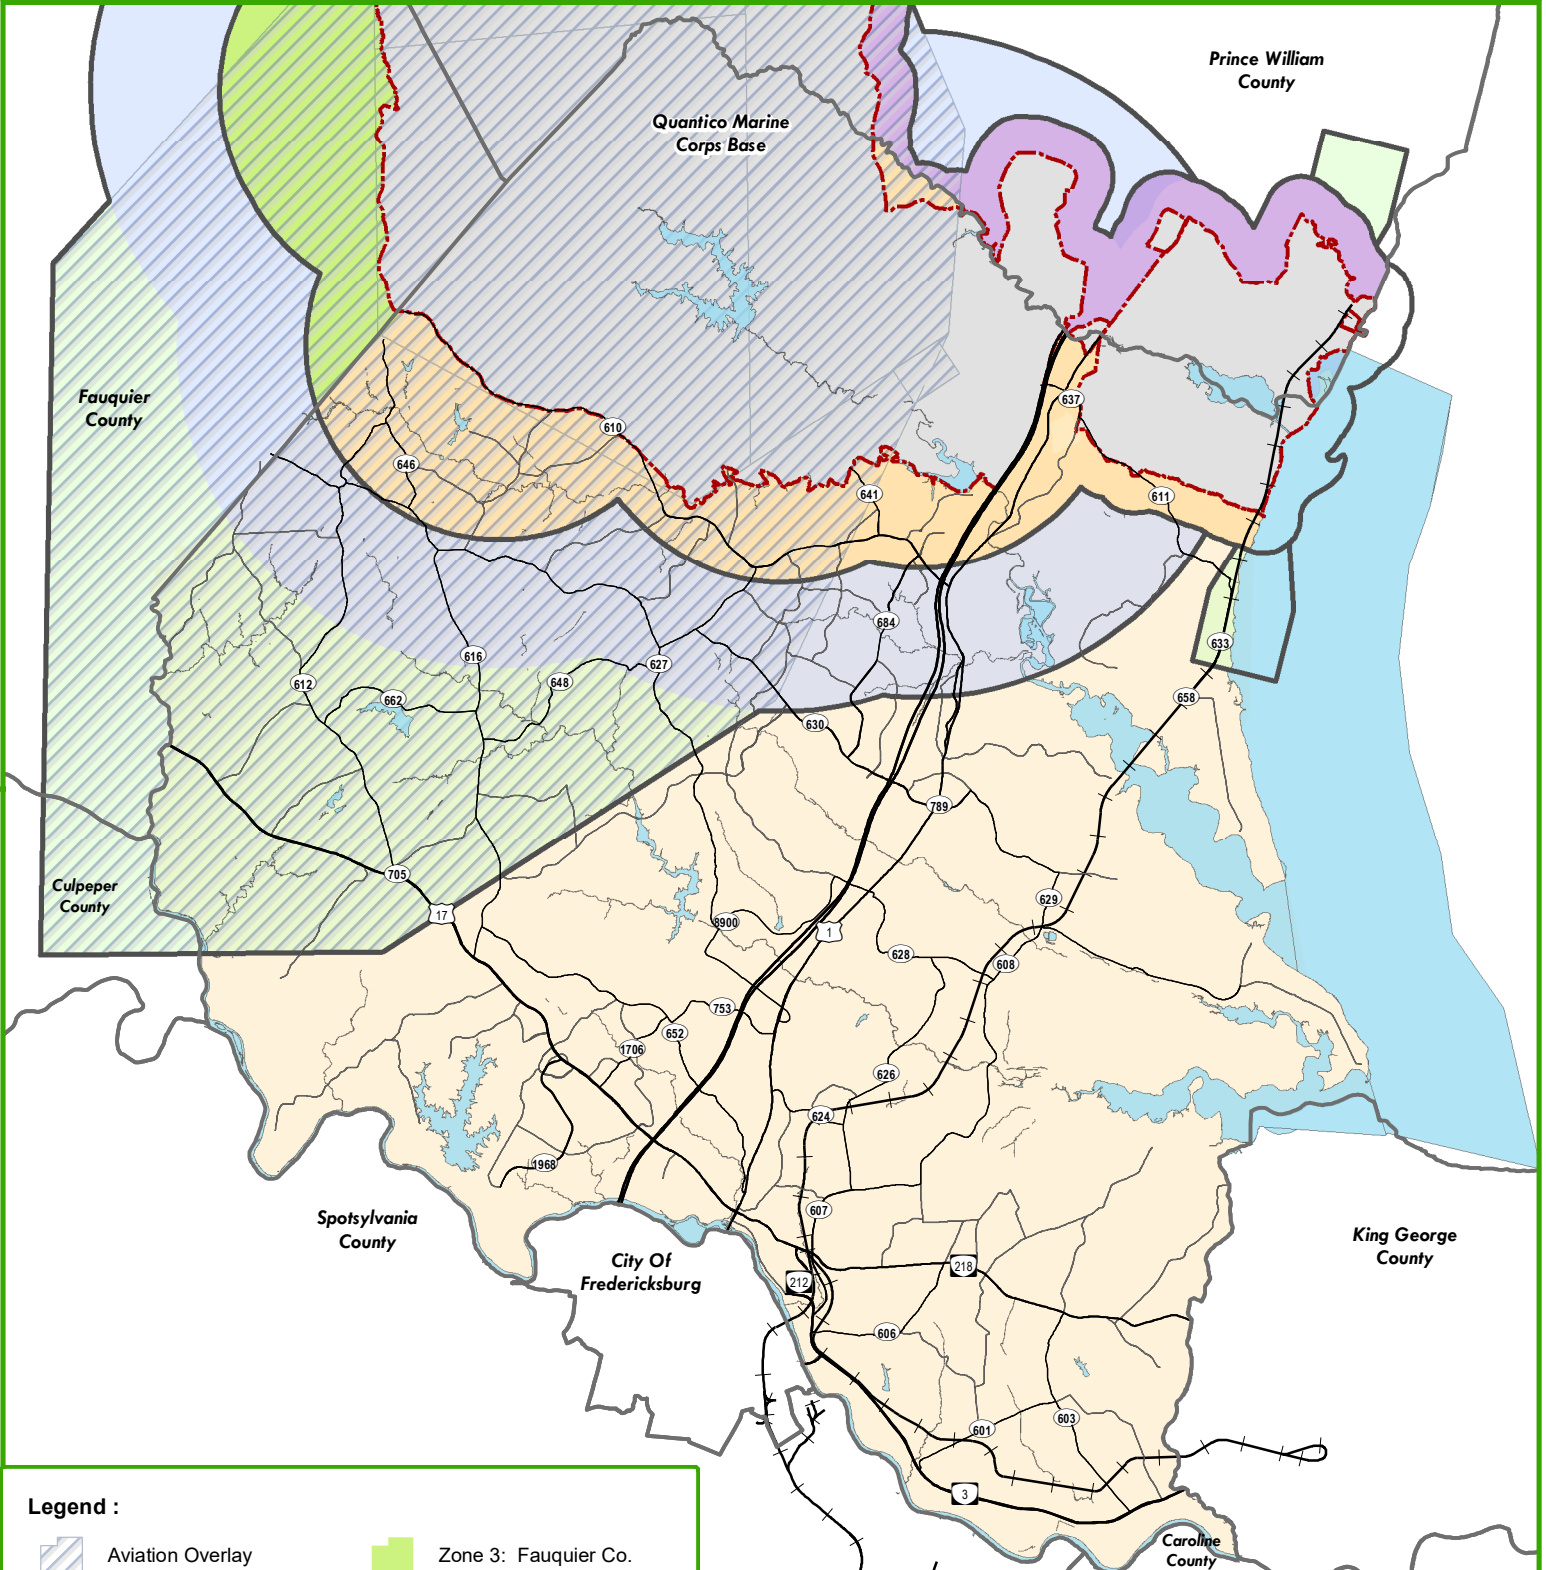 Prince William
County
Quantico Marine
Corps Base
637
Fauquier
County
610
646
641
611
684
633
616
627
612
648
658
662
630
789
705
Culpeper
County
629
17
8900
1
628
608
753
652
1706
626
624
1968
607
Spotsylvania
County
King George
County
City Of
Fredericksburg
218
212
606
603
601
3
Legend :
Caroline
County
Aviation Overlay
Zone 3: Fauquier Co.